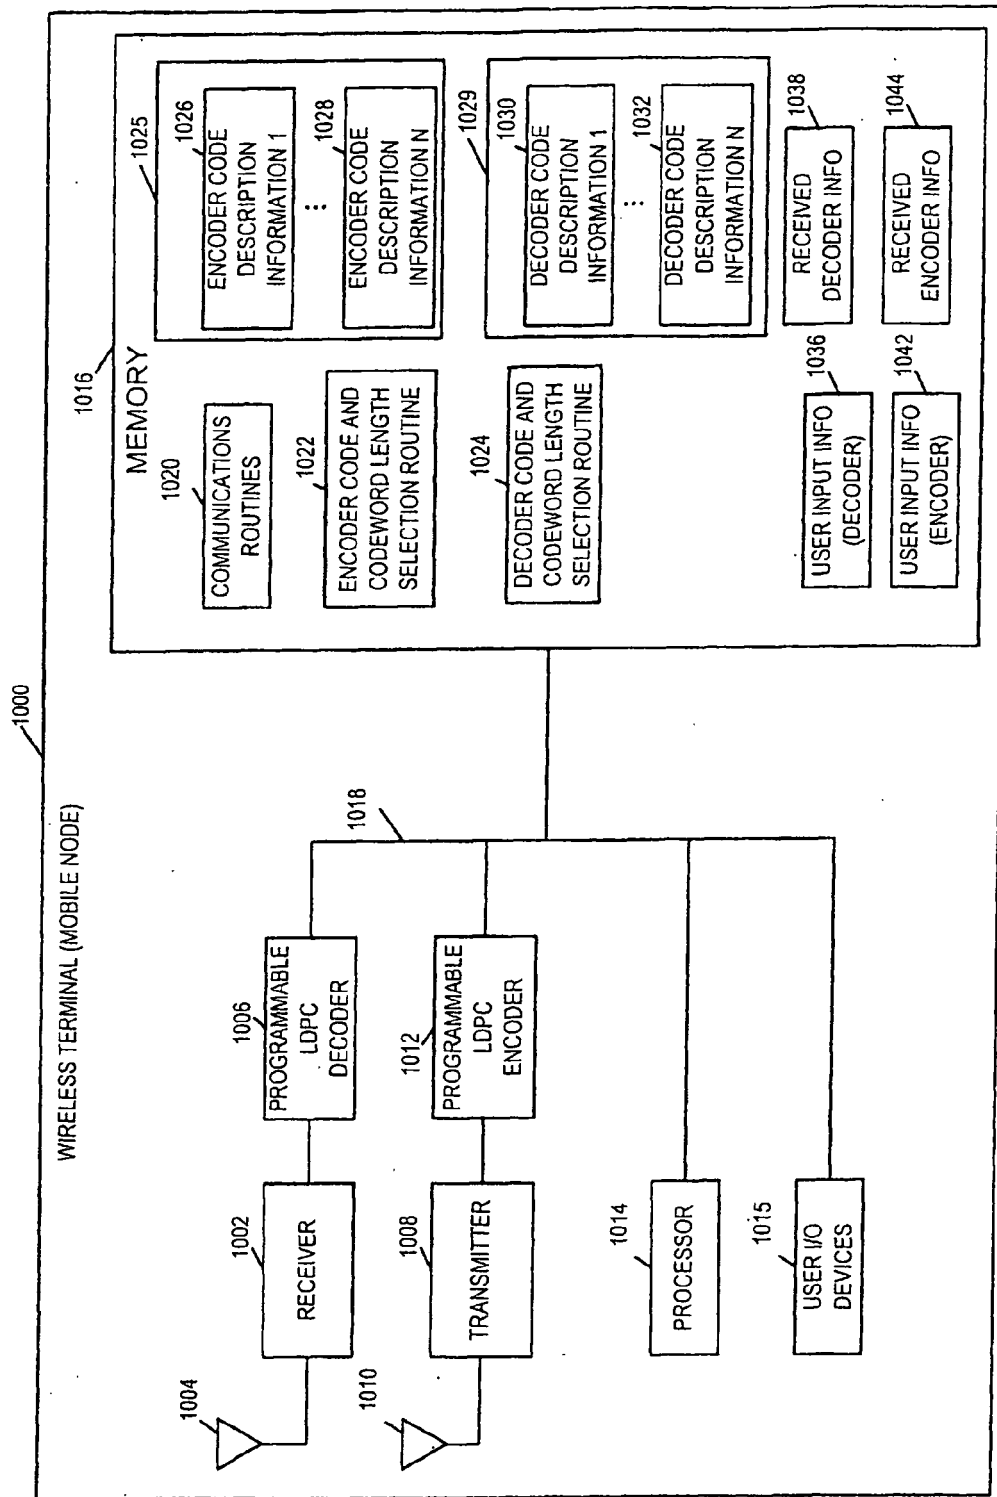 1000
WIRELESS TERMINAL (MOBILE NODE)
1004
1002
RECEIVER
1006
PROGRAMMABLE
LDPC
DECODER
1010
1008
TRANSMITTER
1012
PROGRAMMABLE
LDPC
ENCODER
1014
PROCESSOR
1015
USER I/O
DEVICES
1018
1016
MEMORY
1020
COMMUNICATIONS
ROUTINES
1022
ENCODER CODE AND
CODEWORD LENGTH
SELECTION ROUTINE
1024
DECODER CODE AND
CODEWORD LENGTH
SELECTION ROUTINE
1025
1026
ENCODER CODE
DESCRIPTION
INFORMATION 1
...
1028
ENCODER CODE
DESCRIPTION
INFORMATION N
1029
1030
DECODER CODE
DESCRIPTION
INFORMATION 1
...
1032
DECODER CODE
DESCRIPTION
INFORMATION N
1036
USER INPUT INFO
(DECODER)
1038
RECEIVED
DECODER INFO
1042
USER INPUT INFO
(ENCODER)
1044
RECEIVED
ENCODER INFO